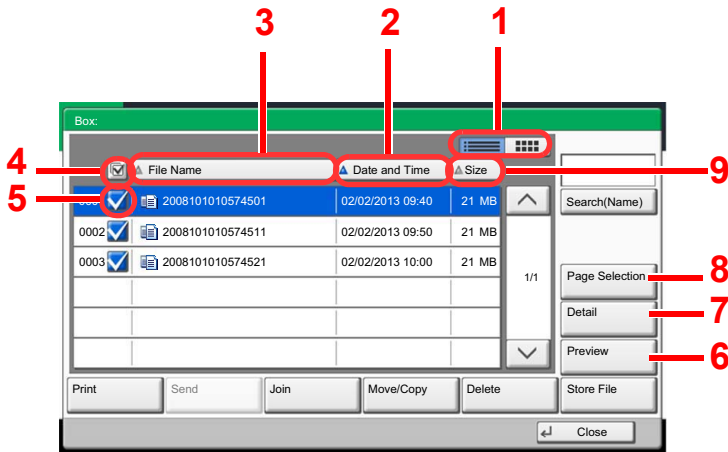 3 2 1
Box:
4 File Name Date and Time Size 9
5 2008101010574501 02/02/2013 09:40 21 MB Search(Name)
0002 2008101010574511 02/02/2013 09:50 21 MB
0003 2008101010574521 02/02/2013 10:00 21 MB
1/1 Page Selection 8
Detail 7
Preview 6
Print Send Join Move/Copy Delete Store File
Close